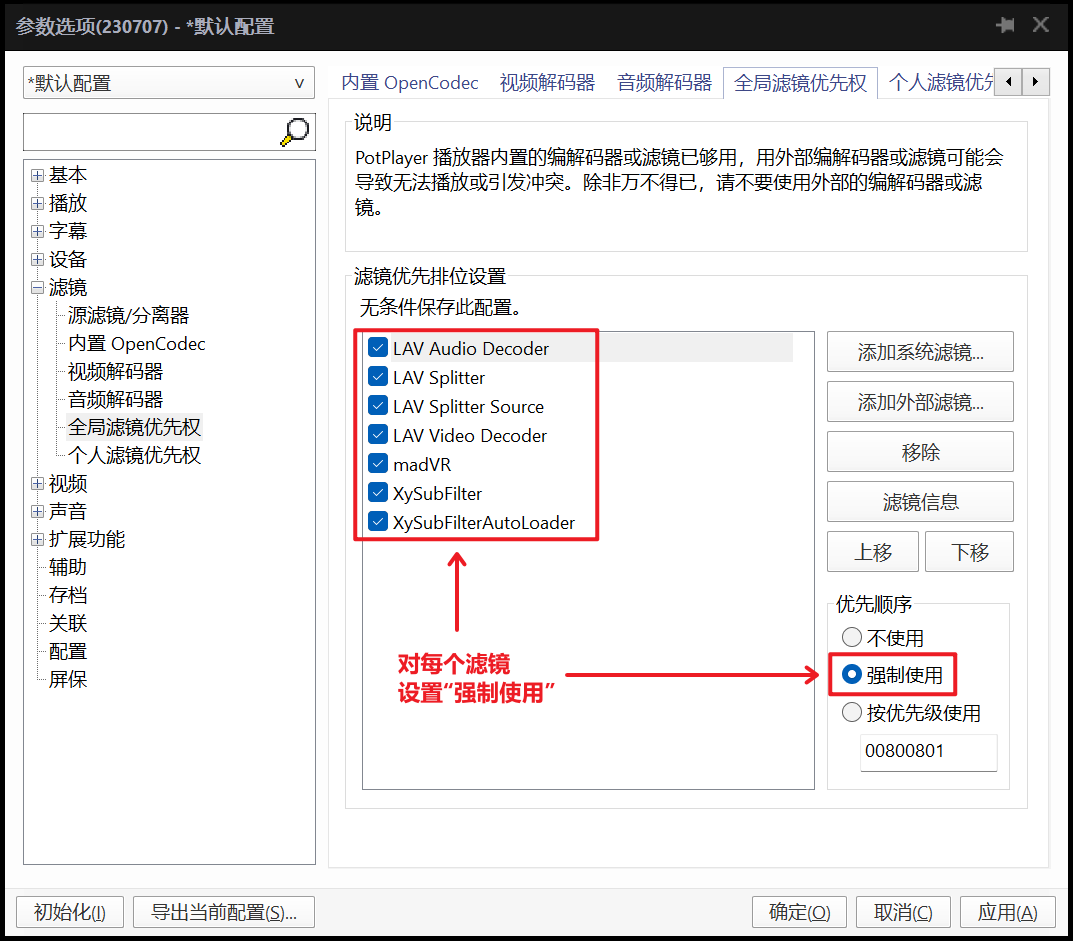 参数选项(230707) - *默认配置
*默认配置
内置 OpenCodec
视频解码器
音频解码器
全局滤镜优先权
个人滤镜优先
说明
PotPlayer 播放器内置的编解码器或滤镜已够用，用外部编解码器或滤镜可能会
导致无法播放或引发冲突。除非万不得已，请不要使用外部的编解码器或滤
镜。
基本
播放
字幕
设备
滤镜
源滤镜/分离器
内置 OpenCodec
视频解码器
音频解码器
全局滤镜优先权
个人滤镜优先权
视频
声音
扩展功能
辅助
存档
关联
配置
屏保
滤镜优先排位设置
无条件保存此配置。
LAV Audio Decoder
LAV Splitter
LAV Splitter Source
LAV Video Decoder
madVR
XySubFilter
XySubFilterAutoLoader
对每个滤镜
设置“强制使用”
添加系统滤镜...
添加外部滤镜...
移除
滤镜信息
上移
下移
优先顺序
不使用
强制使用
按优先级使用
00800801
初始化(I)
导出当前配置(S)...
确定(O)
取消(C)
应用(A)